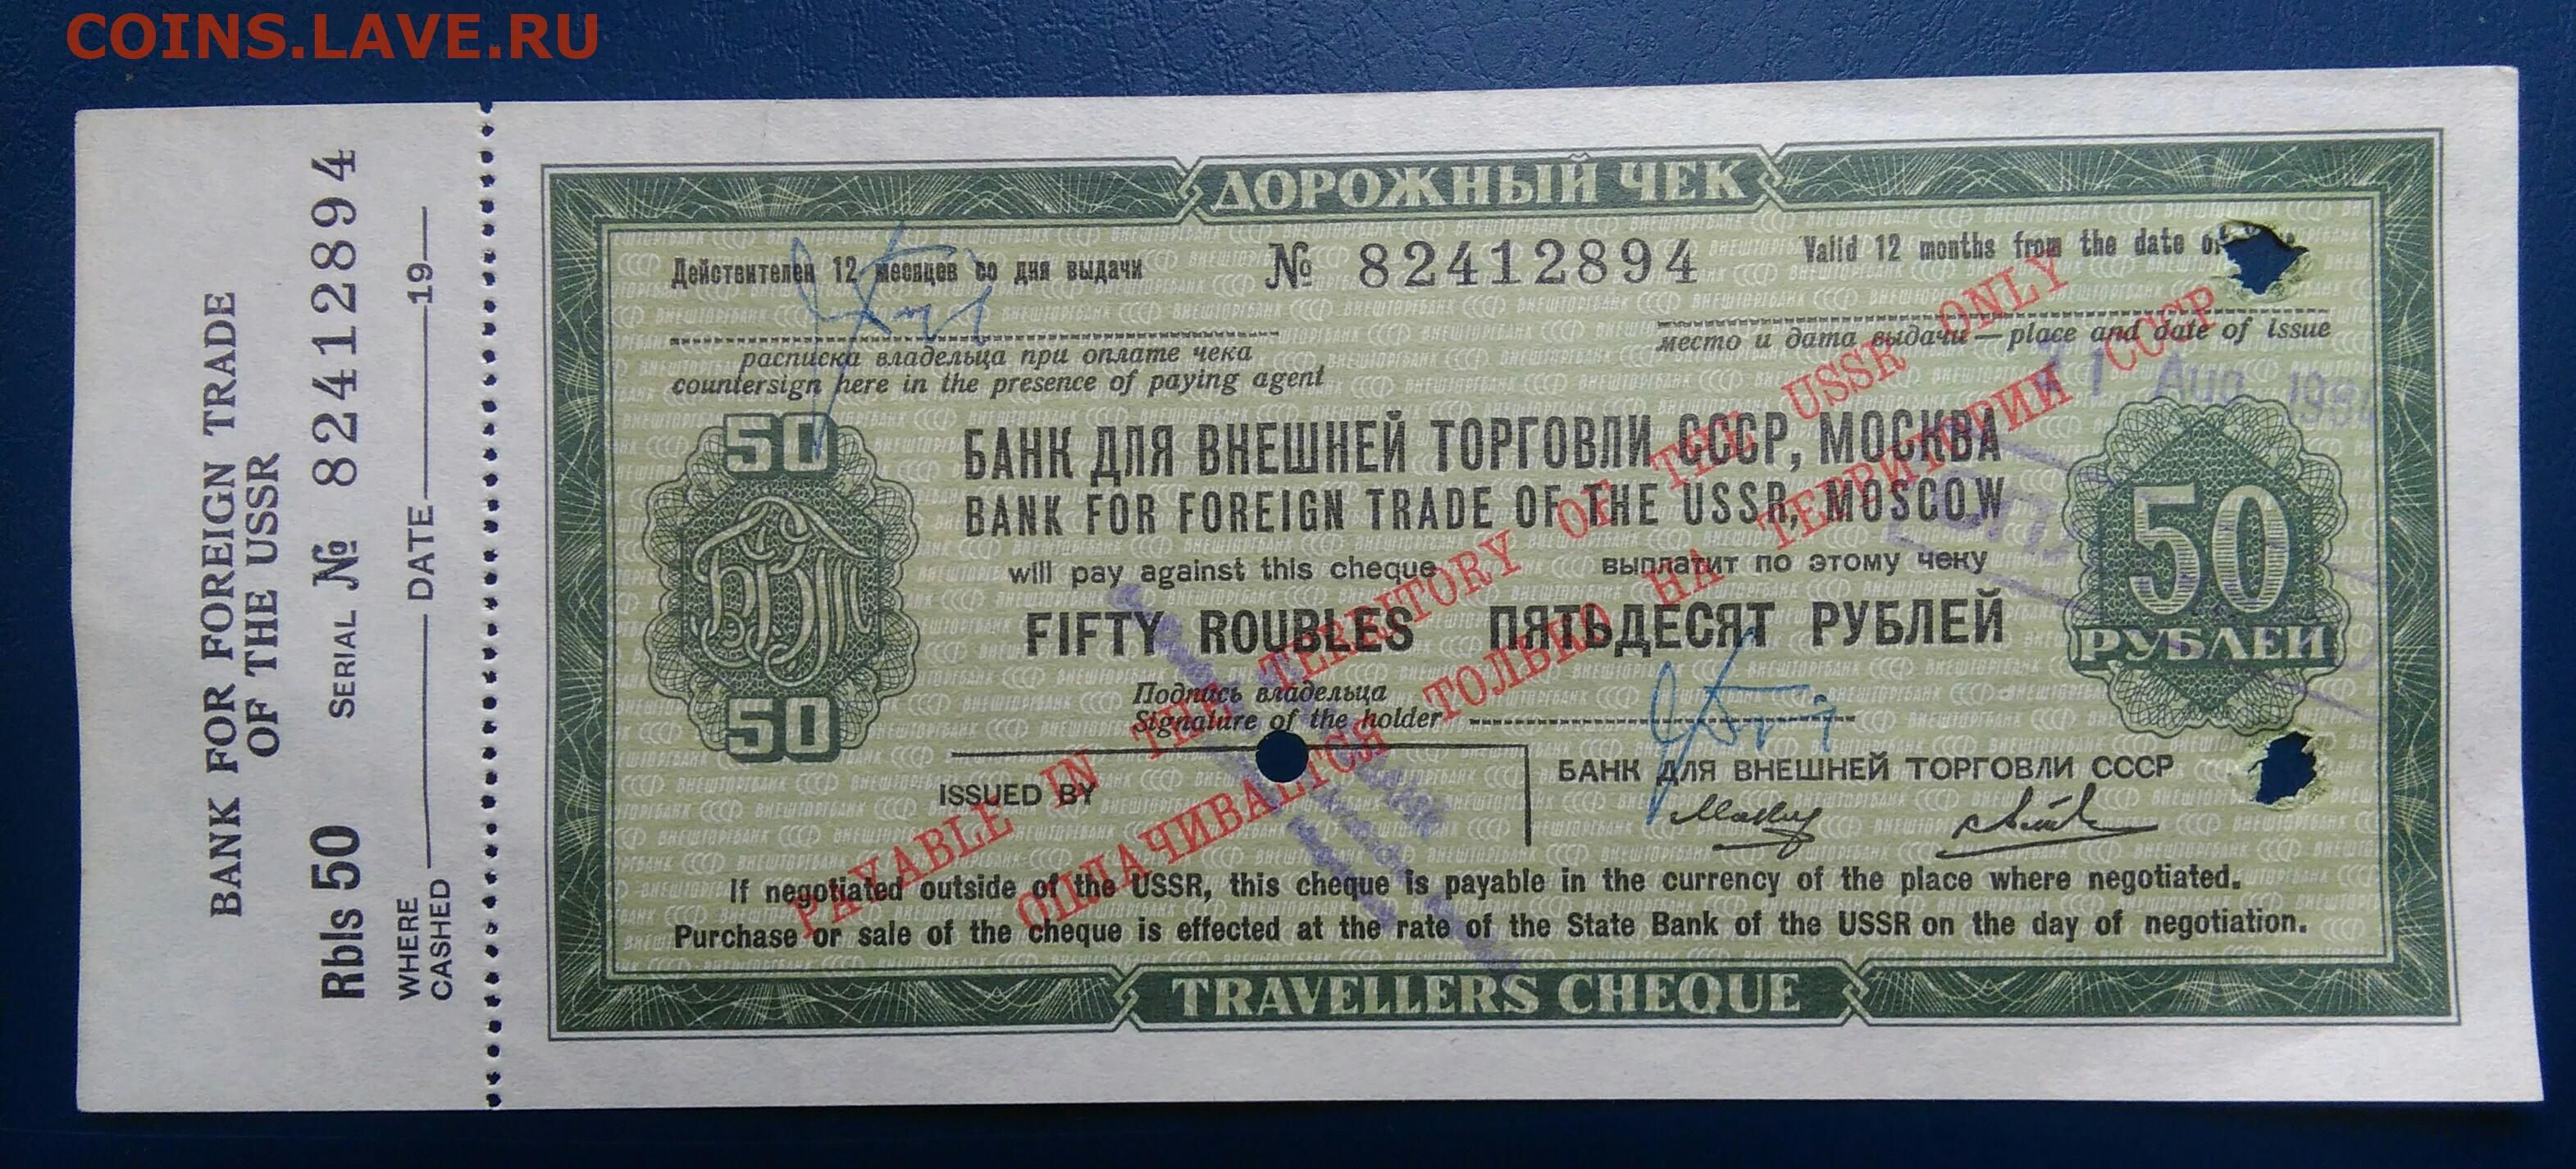 COINS.LAVE.RU
BANK FOR FOREIGN TRADE
OF THE USSR
SERIAL № 82412894
Rbls 50
WHERE
CASHED
DATE 19
ДОРОЖНЫЙ ЧЕК
Действителен 12 месяцев со дня выдачи
№ 82412894
Valid 12 months from the date of
расписка владельца при оплате чека
countersign here in the presence of paying agent
место и дата выдачи — place and date of issue
Aug
50
50
БАНК ДЛЯ ВНЕШНЕЙ ТОРГОВЛИ СССР, МОСКВА
BANK FOR FOREIGN TRADE OF THE USSR, MOSCOW
will pay against this cheque
выплатит по этому чеку
FIFTY ROUBLES ПЯТЬДЕСЯТ РУБЛЕЙ
50
РУБЛЕЙ
Подпись владельца
Signature of the holder
ISSUED BY
БАНК ДЛЯ ВНЕШНЕЙ ТОРГОВЛИ СССР
PAYABLE IN THE TERRITORY OF THE USSR ONLY
ОПЛАЧИВАЕТСЯ ТОЛЬКО НА ТЕРРИТОРИИ СССР
If negotiated outside of the USSR, this cheque is payable in the currency of the place where negotiated.
Purchase or sale of the cheque is effected at the rate of the State Bank of the USSR on the day of negotiation.
TRAVELLERS CHEQUE